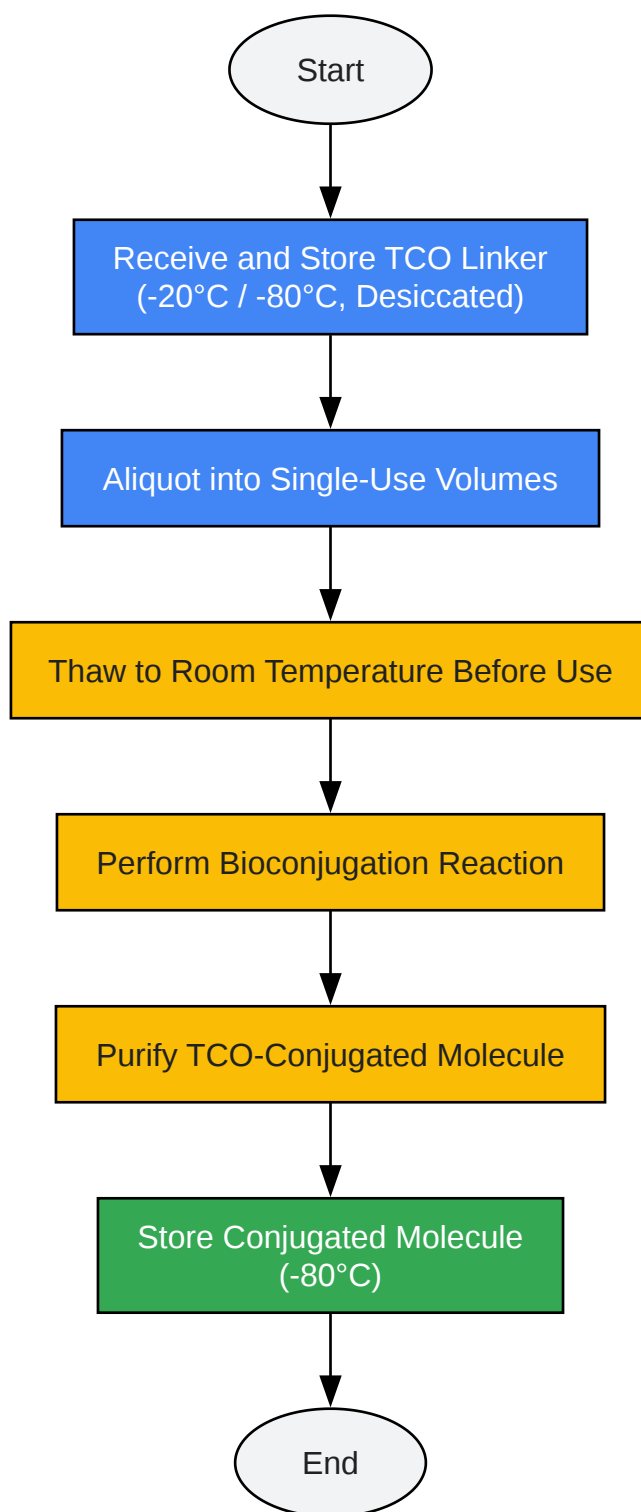 Start
Receive and Store TCO Linker
(-20°C / -80°C, Desiccated)
Aliquot into Single-Use Volumes
Thaw to Room Temperature Before Use
Perform Bioconjugation Reaction
Purify TCO-Conjugated Molecule
Store Conjugated Molecule
(-80°C)
End